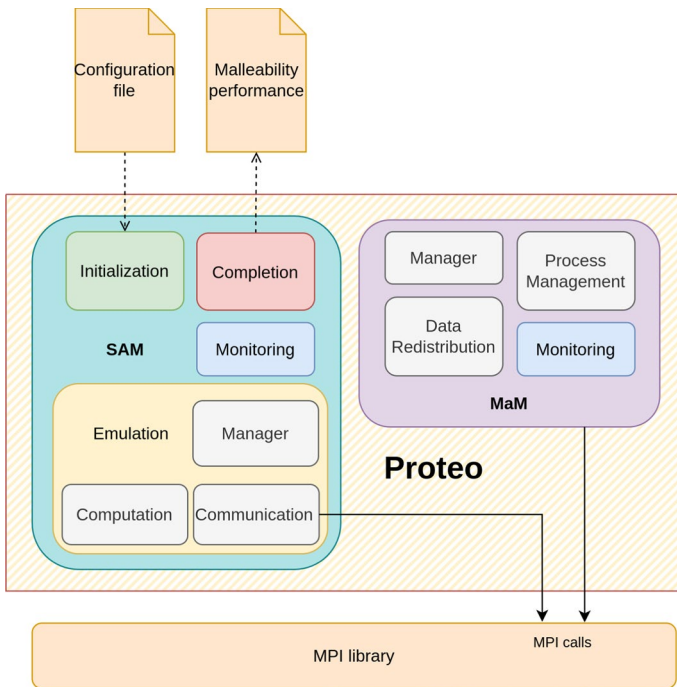 Configuration
file
Malleability
performance
Initialization
Completion
SAM
Monitoring
Emulation
Manager
Computation
Communication
Manager
Process
Management
Data
Redistribution
Monitoring
MaM
Proteo
MPI calls
MPI library